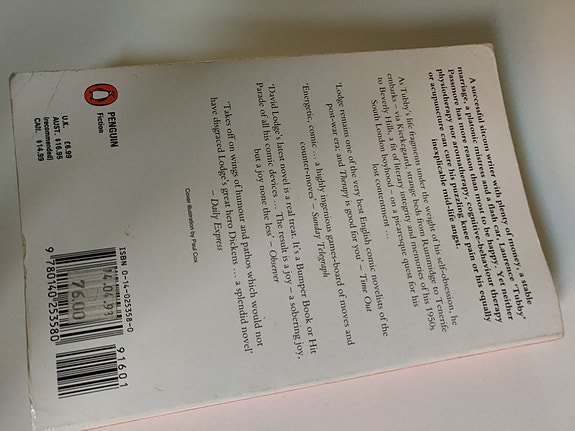 A successful sitcom writer with plenty of money, a stable
marriage, a platonic mistress and a flash car, Laurence 'Tubby'
Passmore has more reason than most to be happy. Yet neither
physiotherapy nor aromatherapy, cognitive-behaviour therapy
or acupuncture can cure his puzzling knee pain or his equally
inexplicable mid-life angst.
As Tubby's life fragments under the weight of his self-obsession, he
embarks – via Kierkegaard, strange beds from Rummidge to Tenerife
to Beverly Hills, a fit of literary integrity and memories of his 1950s
South London boyhood – on a picaresque quest for his
lost contentment ...
'Lodge remains one of the very best English comic novelists of the
post-war era, and Therapy is good for you' – Time Out
'Energetic, comic ... a highly ingenious games-board of moves and
counter-moves' – Sunday Telegraph
'David Lodge's latest novel is a real treat. It's a Bumper Book or Hit
Parade of all his comic devices ... The result is a joy – a sobering joy,
but a joy none the less' – Observer
'Takes off on wings of humour and pathos which would not
have disgraced Lodge's great hero Dickens ... a splendid novel'
– Daily Express
Cover illustration by Paul Cox
PENGUIN
Fiction
U.K. £6.99
AUST. $16.95
(recommended)
CAN. $14.99
ISBN 0-14-025358-0
76.00
91601
9 780140 253580